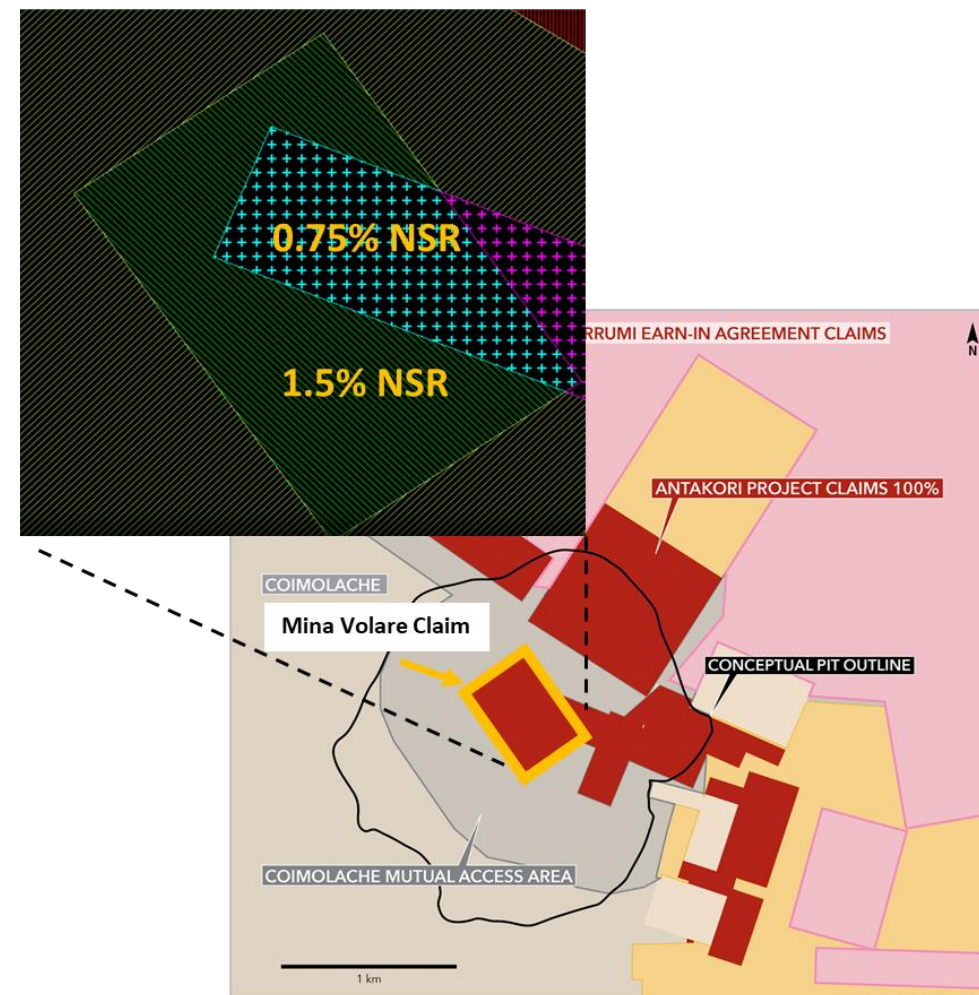 0.75% NSR
1.5% NSR
RRUMI EARN-IN AGREEMENT CLAIMS
N
ANTAKORI PROJECT CLAIMS 100%
COIMOLACHE
Mina Volare Claim
CONCEPTUAL PIT OUTLINE
COIMOLACHE MUTUAL ACCESS AREA
1 km